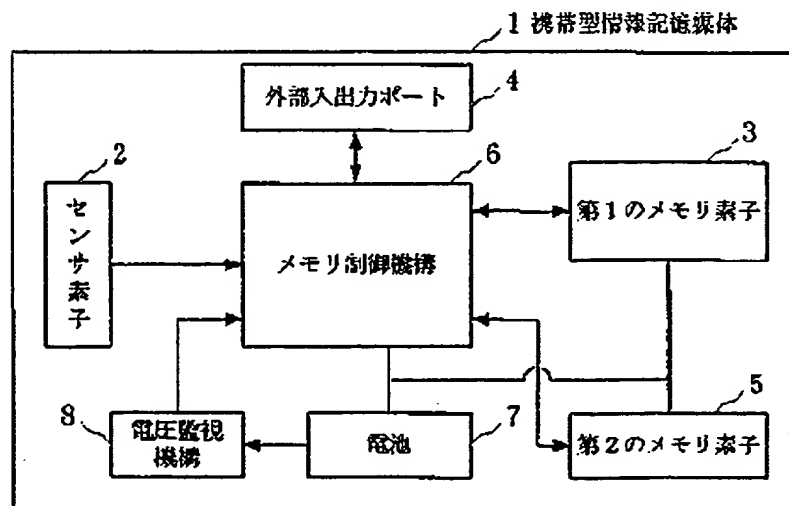 1 携帯型情報記憶媒体
外部入出力ポート
4
2
6
3
センサ素子
メモリ制御機構
第1のメモリ素子
8
電圧監視
機構
電池
7
5
第2のメモリ素子